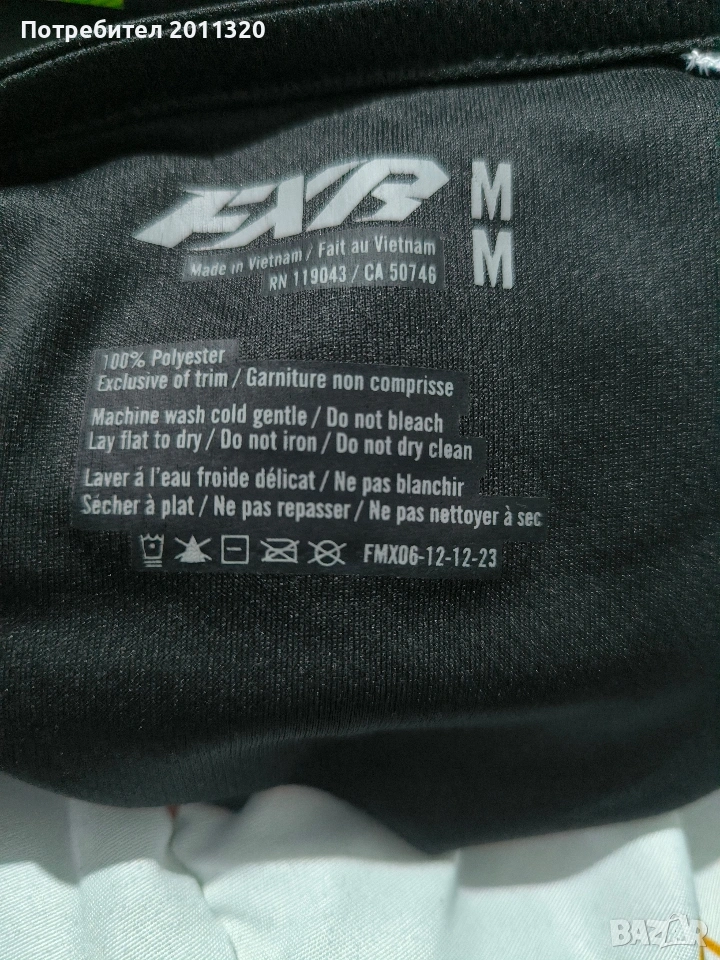 Потребител 2011320
FXR M
M
Made in Vietnam / Fait au Vietnam
RN 119043 / CA 50746
100% Polyester
Exclusive of trim / Garniture non comprisse
Machine wash cold gentle / Do not bleach
Lay flat to dry / Do not iron / Do not dry clean
Laver á l'eau froide délicat / Ne pas blanchir
Sécher à plat / Ne pas repasser / Ne pas nettoyer à sec
FMX06-12-12-23
BAZAR